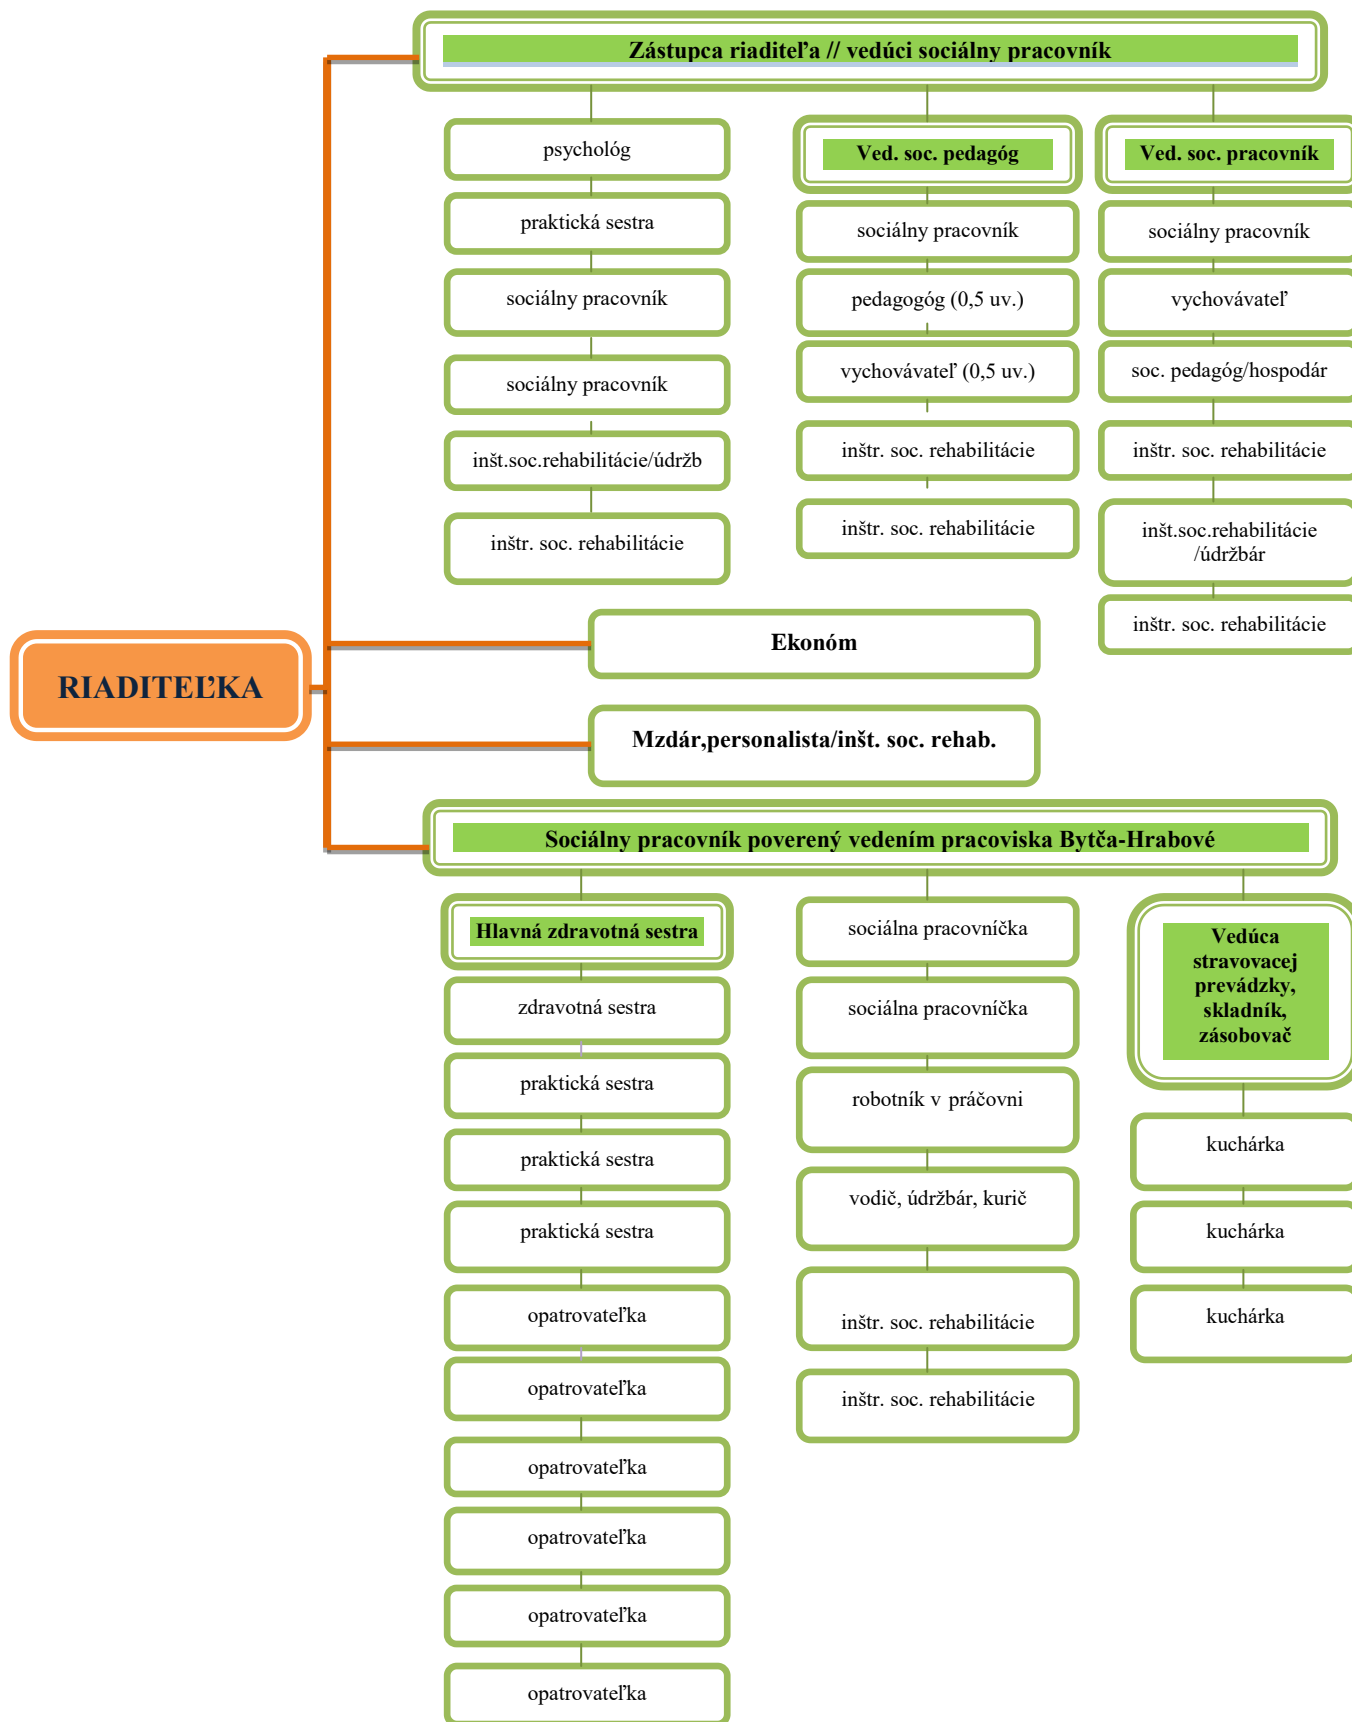 Zástupca riaditeľa // vedúci sociálny pracovník
psychológ
praktická sestra
sociálny pracovník
sociálny pracovník
inšt.soc.rehabilitácie/údržb
inštr. soc. rehabilitácie
Ved. soc. pedagóg
sociálny pracovník
pedagogóg (0,5 uv.)
vychovávateľ (0,5 uv.)
inštr. soc. rehabilitácie
inštr. soc. rehabilitácie
Ved. soc. pracovník
sociálny pracovník
vychovávateľ
soc. pedagóg/hospodár
inštr. soc. rehabilitácie
inšt.soc.rehabilitácie
/údržbár
inštr. soc. rehabilitácie
RIADITEĽKA
Ekonóm
Mzdár,personalista/inšt. soc. rehab.
Sociálny pracovník poverený vedením pracoviska Bytča-Hrabové
Hlavná zdravotná sestra
zdravotná sestra
praktická sestra
praktická sestra
praktická sestra
opatrovateľka
opatrovateľka
opatrovateľka
opatrovateľka
opatrovateľka
opatrovateľka
sociálna pracovníčka
sociálna pracovníčka
robotník v práčovni
vodič, údržbár, kurič
inštr. soc. rehabilitácie
inštr. soc. rehabilitácie
Vedúca
stravovacej
prevádzky,
skladník,
zásobovač
kuchárka
kuchárka
kuchárka